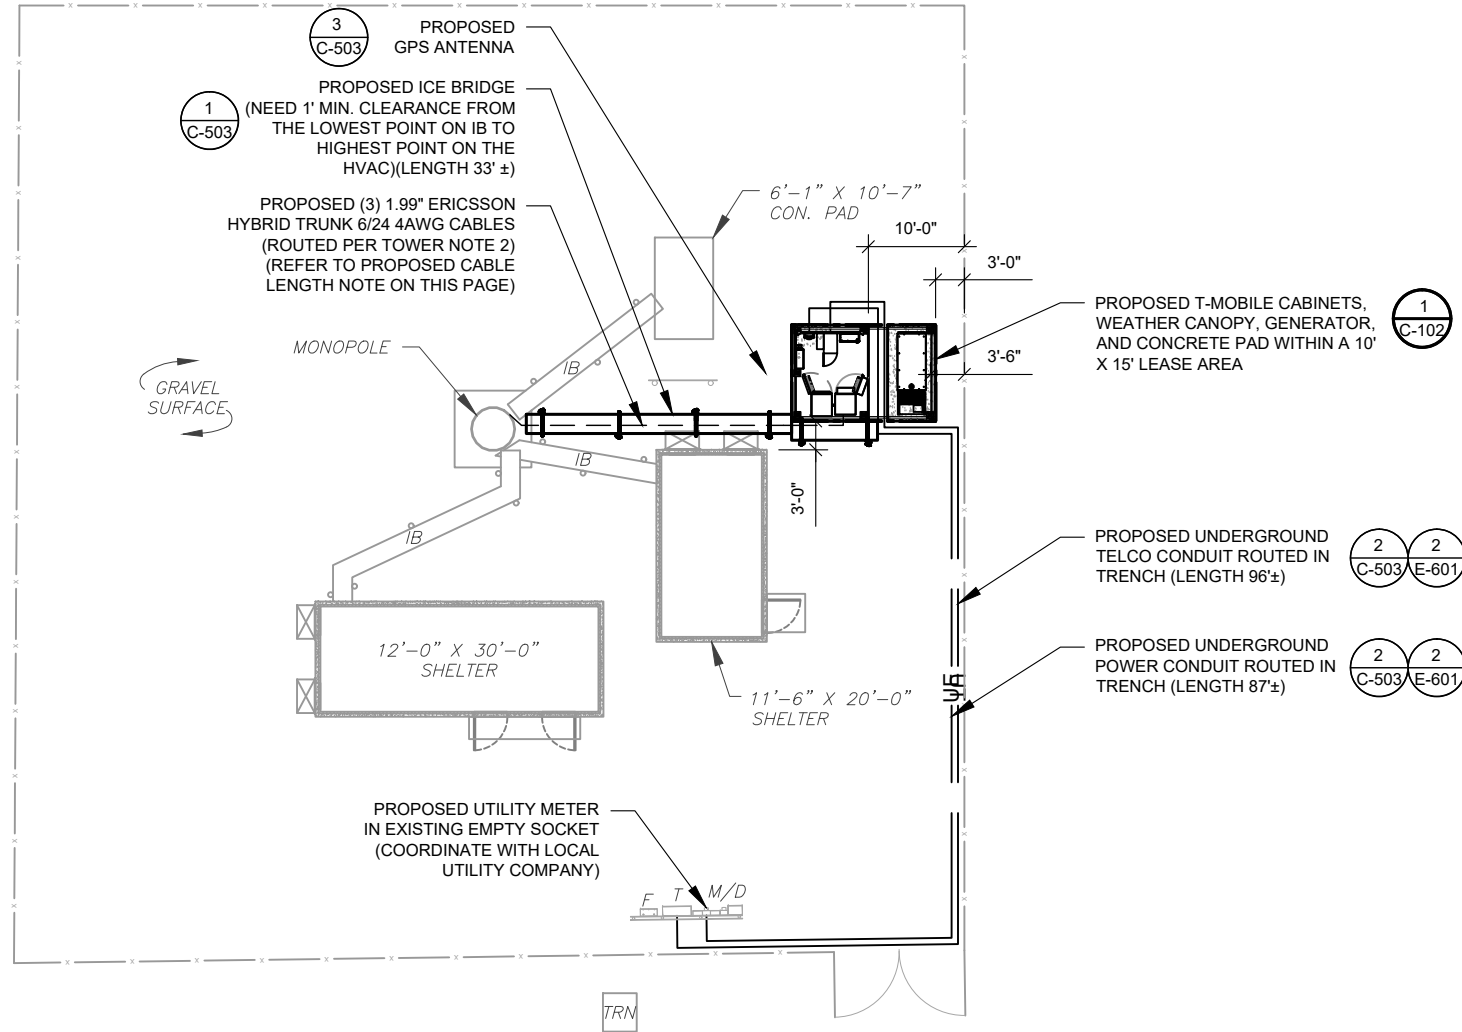 3
C-503
PROPOSED
GPS ANTENNA
1
C-503
PROPOSED ICE BRIDGE
(NEED 1' MIN. CLEARANCE FROM
THE LOWEST POINT ON IB TO
HIGHEST POINT ON THE
HVAC)(LENGTH 33' ±)
PROPOSED (3) 1.99" ERICSSON
HYBRID TRUNK 6/24 4AWG CABLES
(ROUTED PER TOWER NOTE 2)
(REFER TO PROPOSED CABLE
LENGTH NOTE ON THIS PAGE)
6'-1" X 10'-7"
CON. PAD
10'-0"
3'-0"
3'-6"
PROPOSED T-MOBILE CABINETS,
WEATHER CANOPY, GENERATOR,
AND CONCRETE PAD WITHIN A 10'
X 15' LEASE AREA
1
C-102
MONOPOLE
GRAVEL
SURFACE
IB
IB
IB
3'-0"
PROPOSED UNDERGROUND
TELCO CONDUIT ROUTED IN
TRENCH (LENGTH 96'±)
2
C-503
2
E-601
PROPOSED UNDERGROUND
POWER CONDUIT ROUTED IN
TRENCH (LENGTH 87'±)
2
C-503
2
E-601
12'-0" X 30'-0"
SHELTER
11'-6" X 20'-0"
SHELTER
PROPOSED UTILITY METER
IN EXISTING EMPTY SOCKET
(COORDINATE WITH LOCAL
UTILITY COMPANY)
F T M/D
TRN